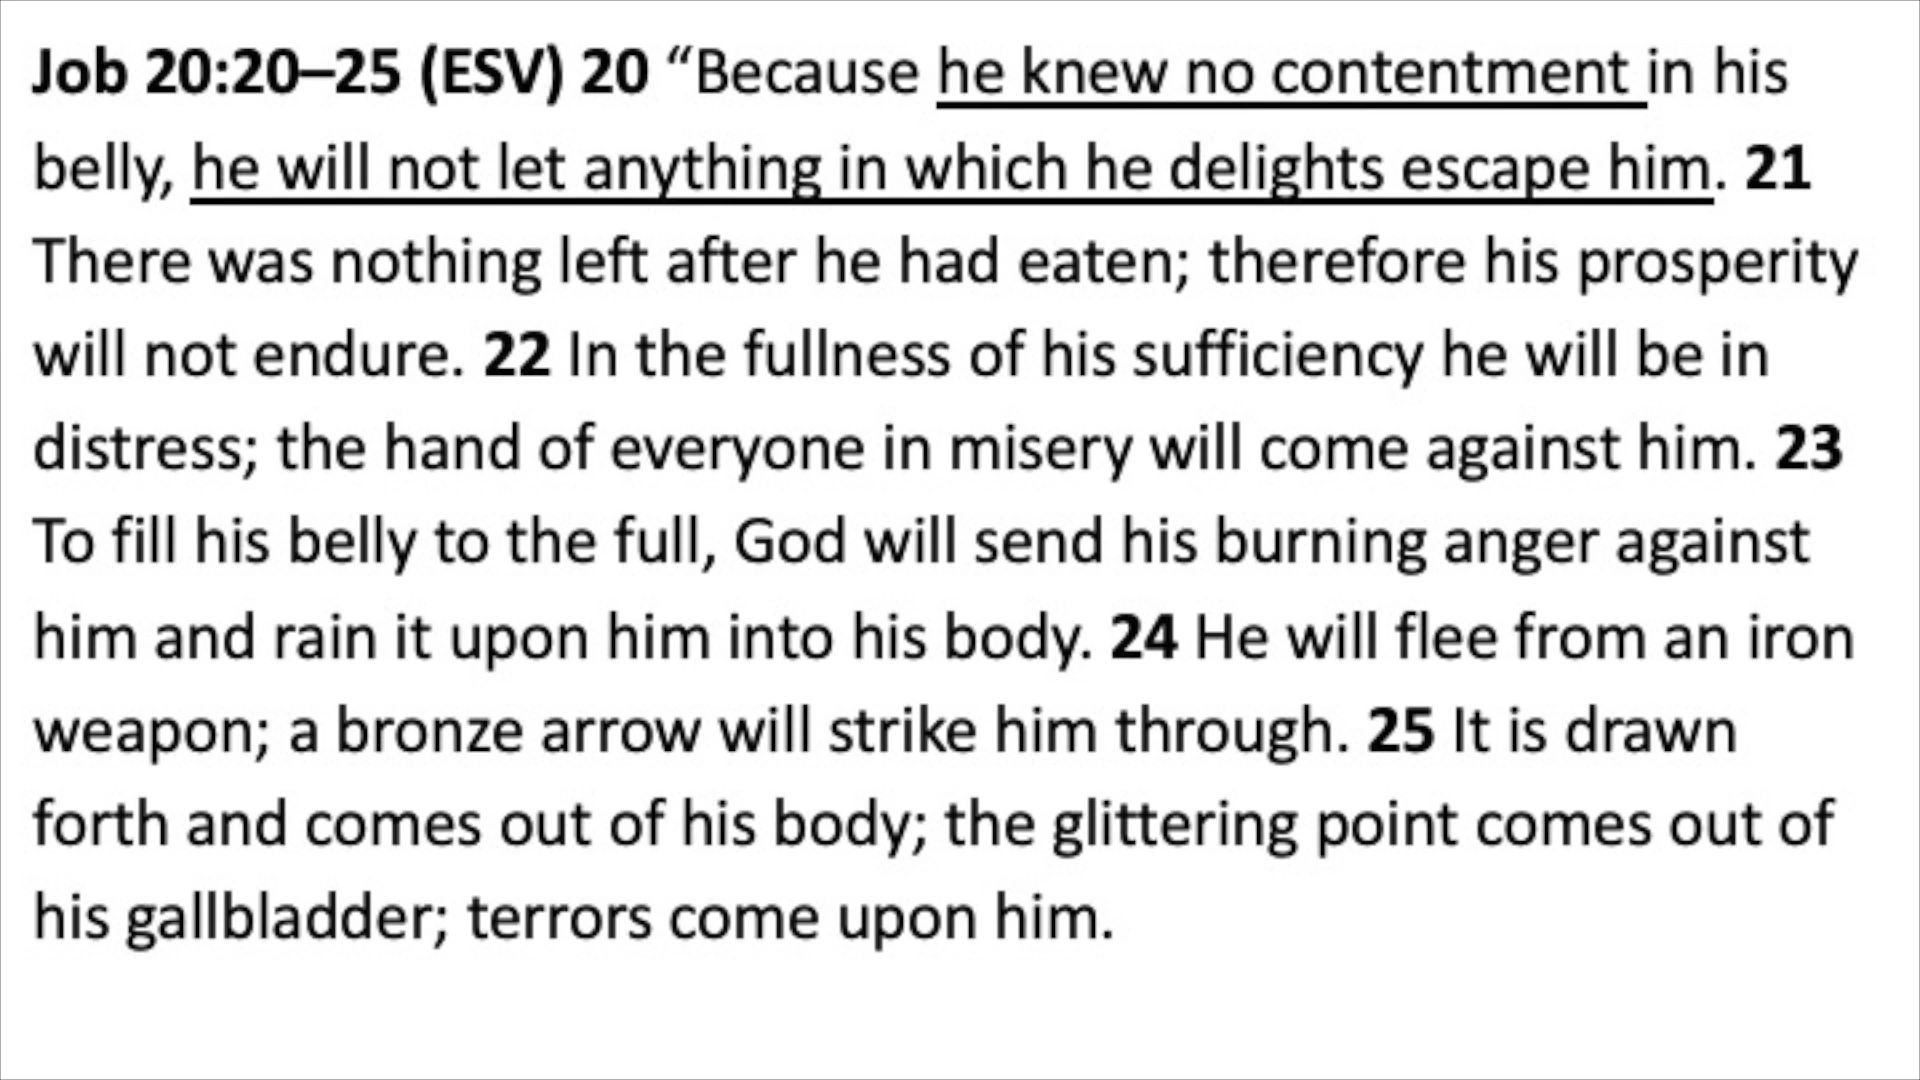 Job 20:20–25 (ESV) 20 “Because he knew no contentment in his
belly, he will not let anything in which he delights escape him. 21
There was nothing left after he had eaten; therefore his prosperity
will not endure. 22 In the fullness of his sufficiency he will be in
distress; the hand of everyone in misery will come against him. 23
To fill his belly to the full, God will send his burning anger against
him and rain it upon him into his body. 24 He will flee from an iron
weapon; a bronze arrow will strike him through. 25 It is drawn
forth and comes out of his body; the glittering point comes out of
his gallbladder; terrors come upon him.